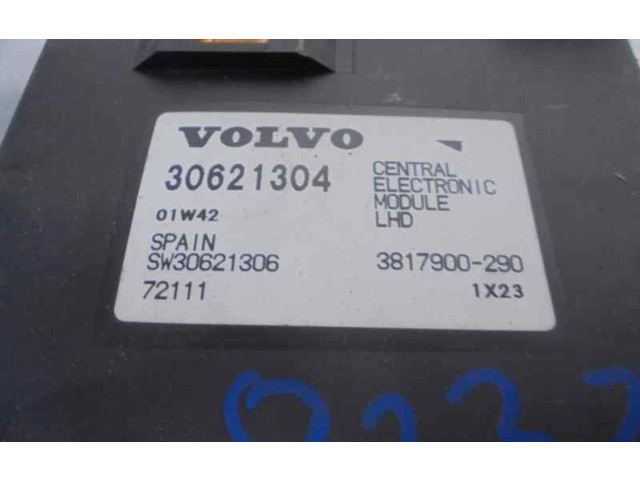 VOLVO
30621304
CENTRAL
ELECTRONIC
MODULE
LHD
01W42
SPAIN
SW30621306
3817900-290
72111
1X23